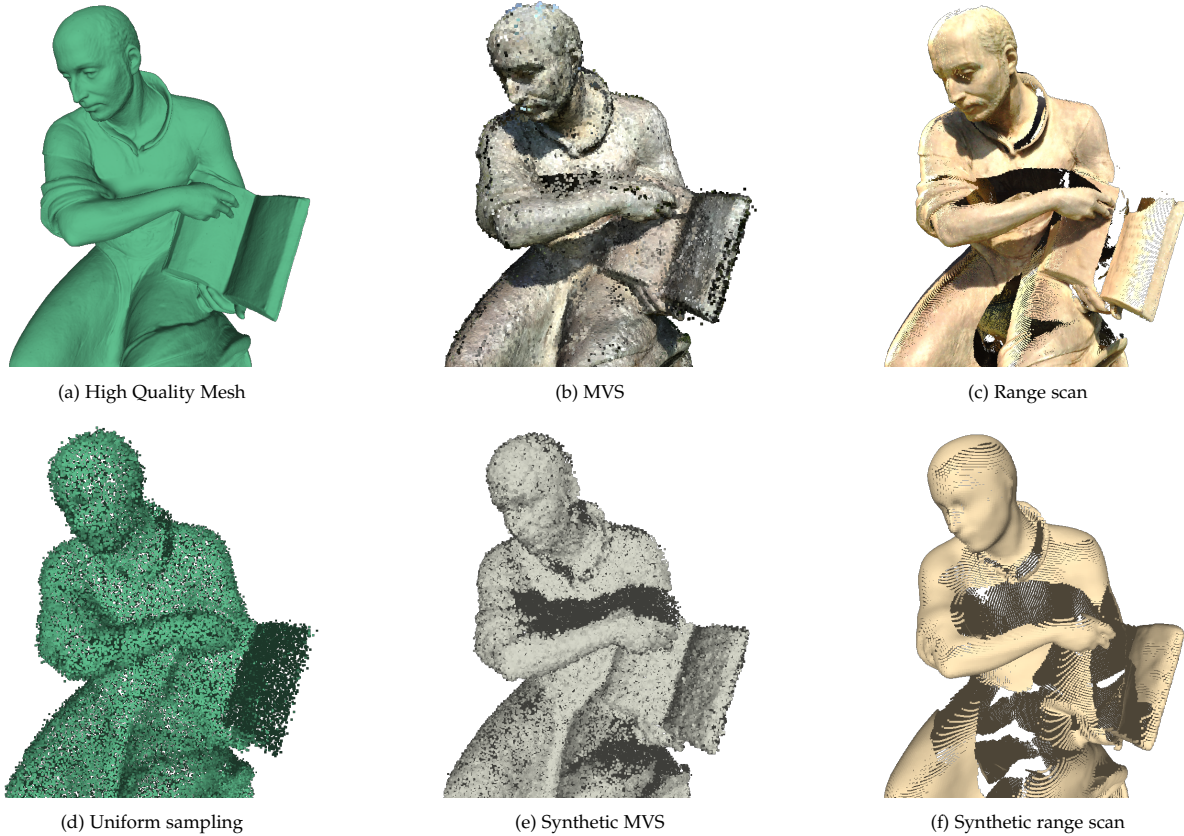 (a) High Quality Mesh
(b) MVS
(c) Range scan
(d) Uniform sampling
(e) Synthetic MVS
(f) Synthetic range scan